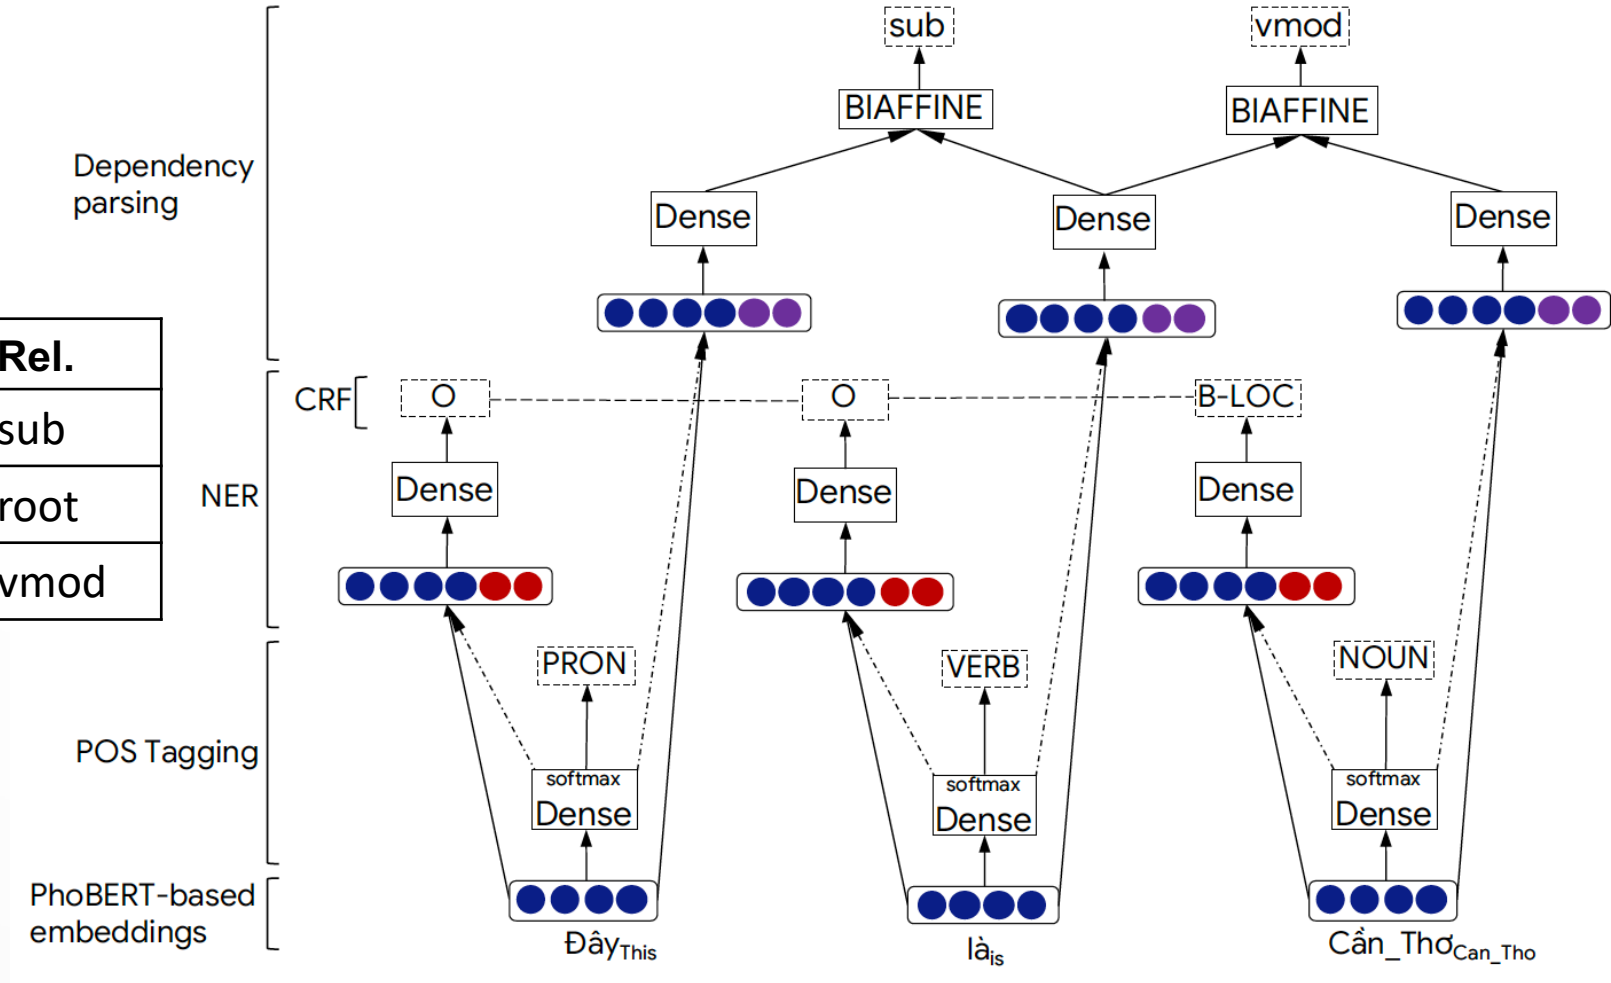 sub
vmod
BIAFFINE
BIAFFINE
Dependency
parsing
Dense
Dense
Dense
Rel.
sub
root
vmod
CRF
O
O
B-LOC
NER
Dense
Dense
Dense
PRON
VERB
NOUN
POS Tagging
softmax
Dense
softmax
Dense
softmax
Dense
PhoBERT-based
embeddings
ĐâyThis
làis
Cần_ThơCan_Tho